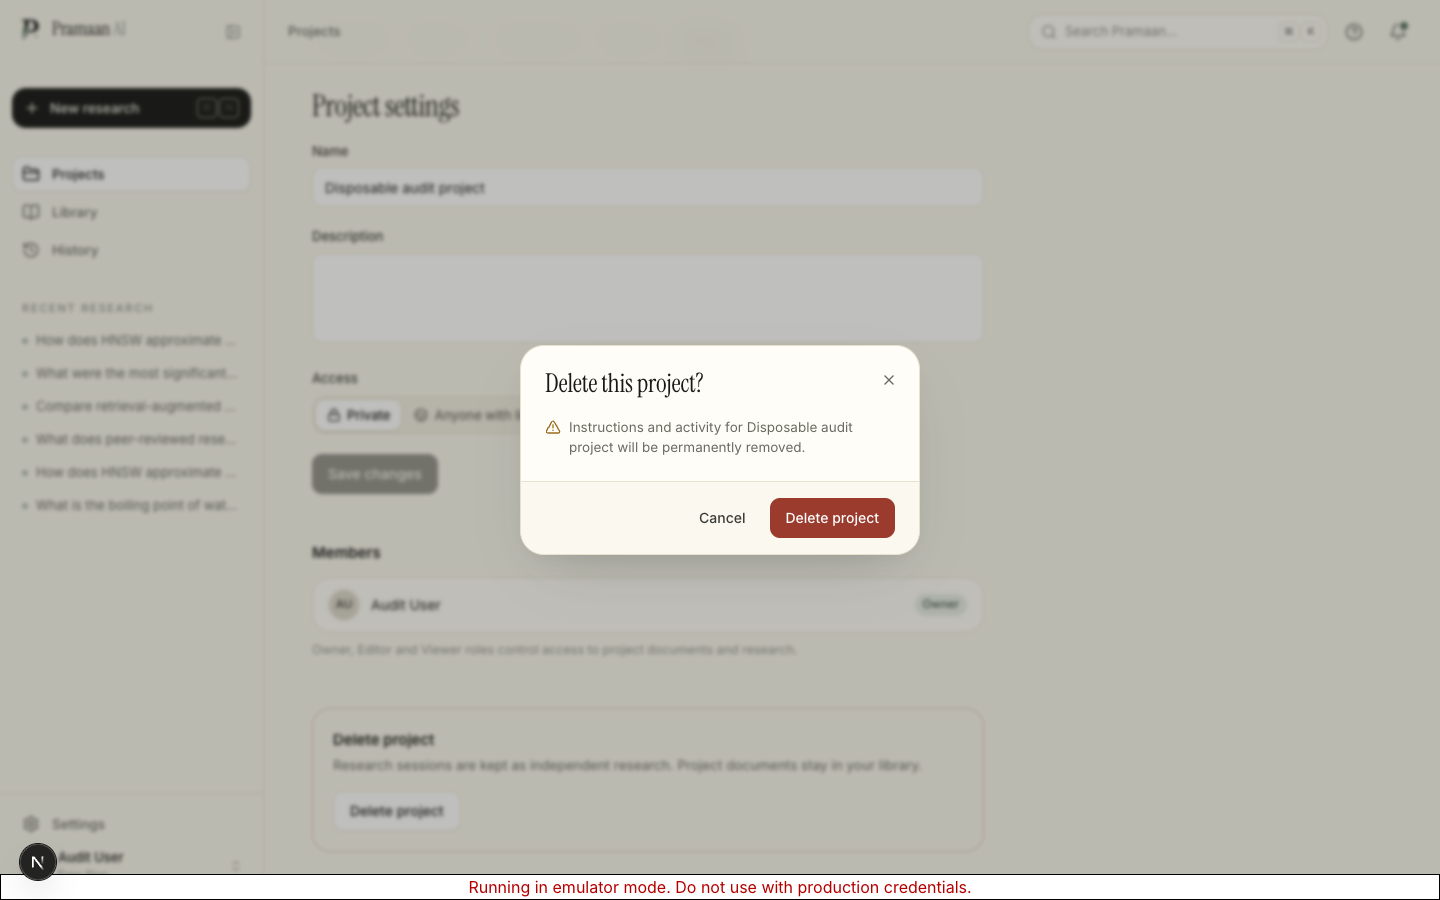 Pramaan
Projects
Search Pramaan...
⌘ K
New research
Projects
Library
History
RECENT RESEARCH
How does HNSW approximate ...
What were the most significant...
Compare retrieval-augmented ...
What does peer-reviewed rese...
How does HNSW approximate ...
What is the boiling point of wat...
Settings
Audit User
N
Project settings
Name
Disposable audit project
Description
Access
Private
Anyone with
Save changes
Delete this project?
Instructions and activity for Disposable audit
project will be permanently removed.
Cancel
Delete project
Members
AU
Audit User
Owner
Owner, Editor and Viewer roles control access to project documents and research.
Delete project
Research sessions are kept as independent research. Project documents stay in your library.
Delete project
Running in emulator mode. Do not use with production credentials.